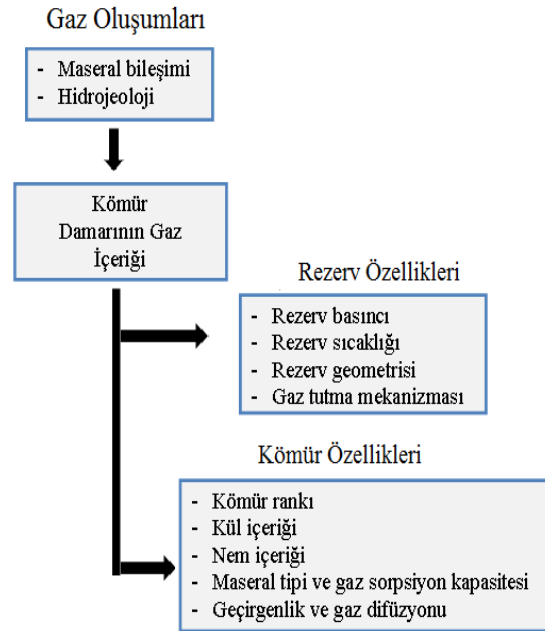 Gaz Oluşumları
- Maseral bileşimi
- Hidrojeoloji
Kömür
Damarının Gaz
İçeriği
Rezerv Özellikleri
- Rezerv basıncı
- Rezerv sıcaklığı
- Rezerv geometrisi
- Gaz tutma mekanizması
Kömür Özellikleri
- Kömür rankı
- Kül içeriği
- Nem içeriği
- Maseral tipi ve gaz sorpsiyon kapasitesi
- Geçirgenlik ve gaz difüzyonu